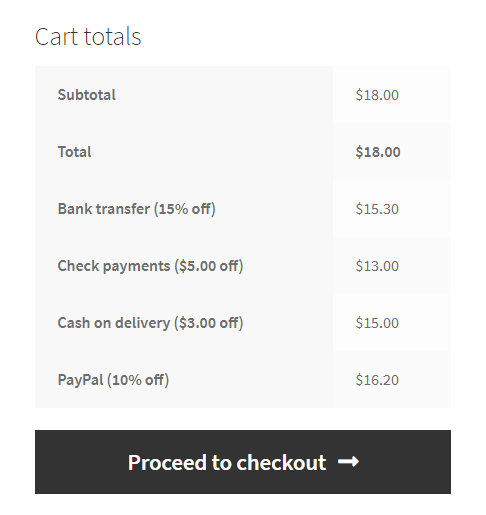 Cart totals
Subtotal $18.00
Total $18.00
Bank transfer (15% off) $15.30
Check payments ($5.00 off) $13.00
Cash on delivery ($3.00 off) $15.00
PayPal (10% off) $16.20
Proceed to checkout →